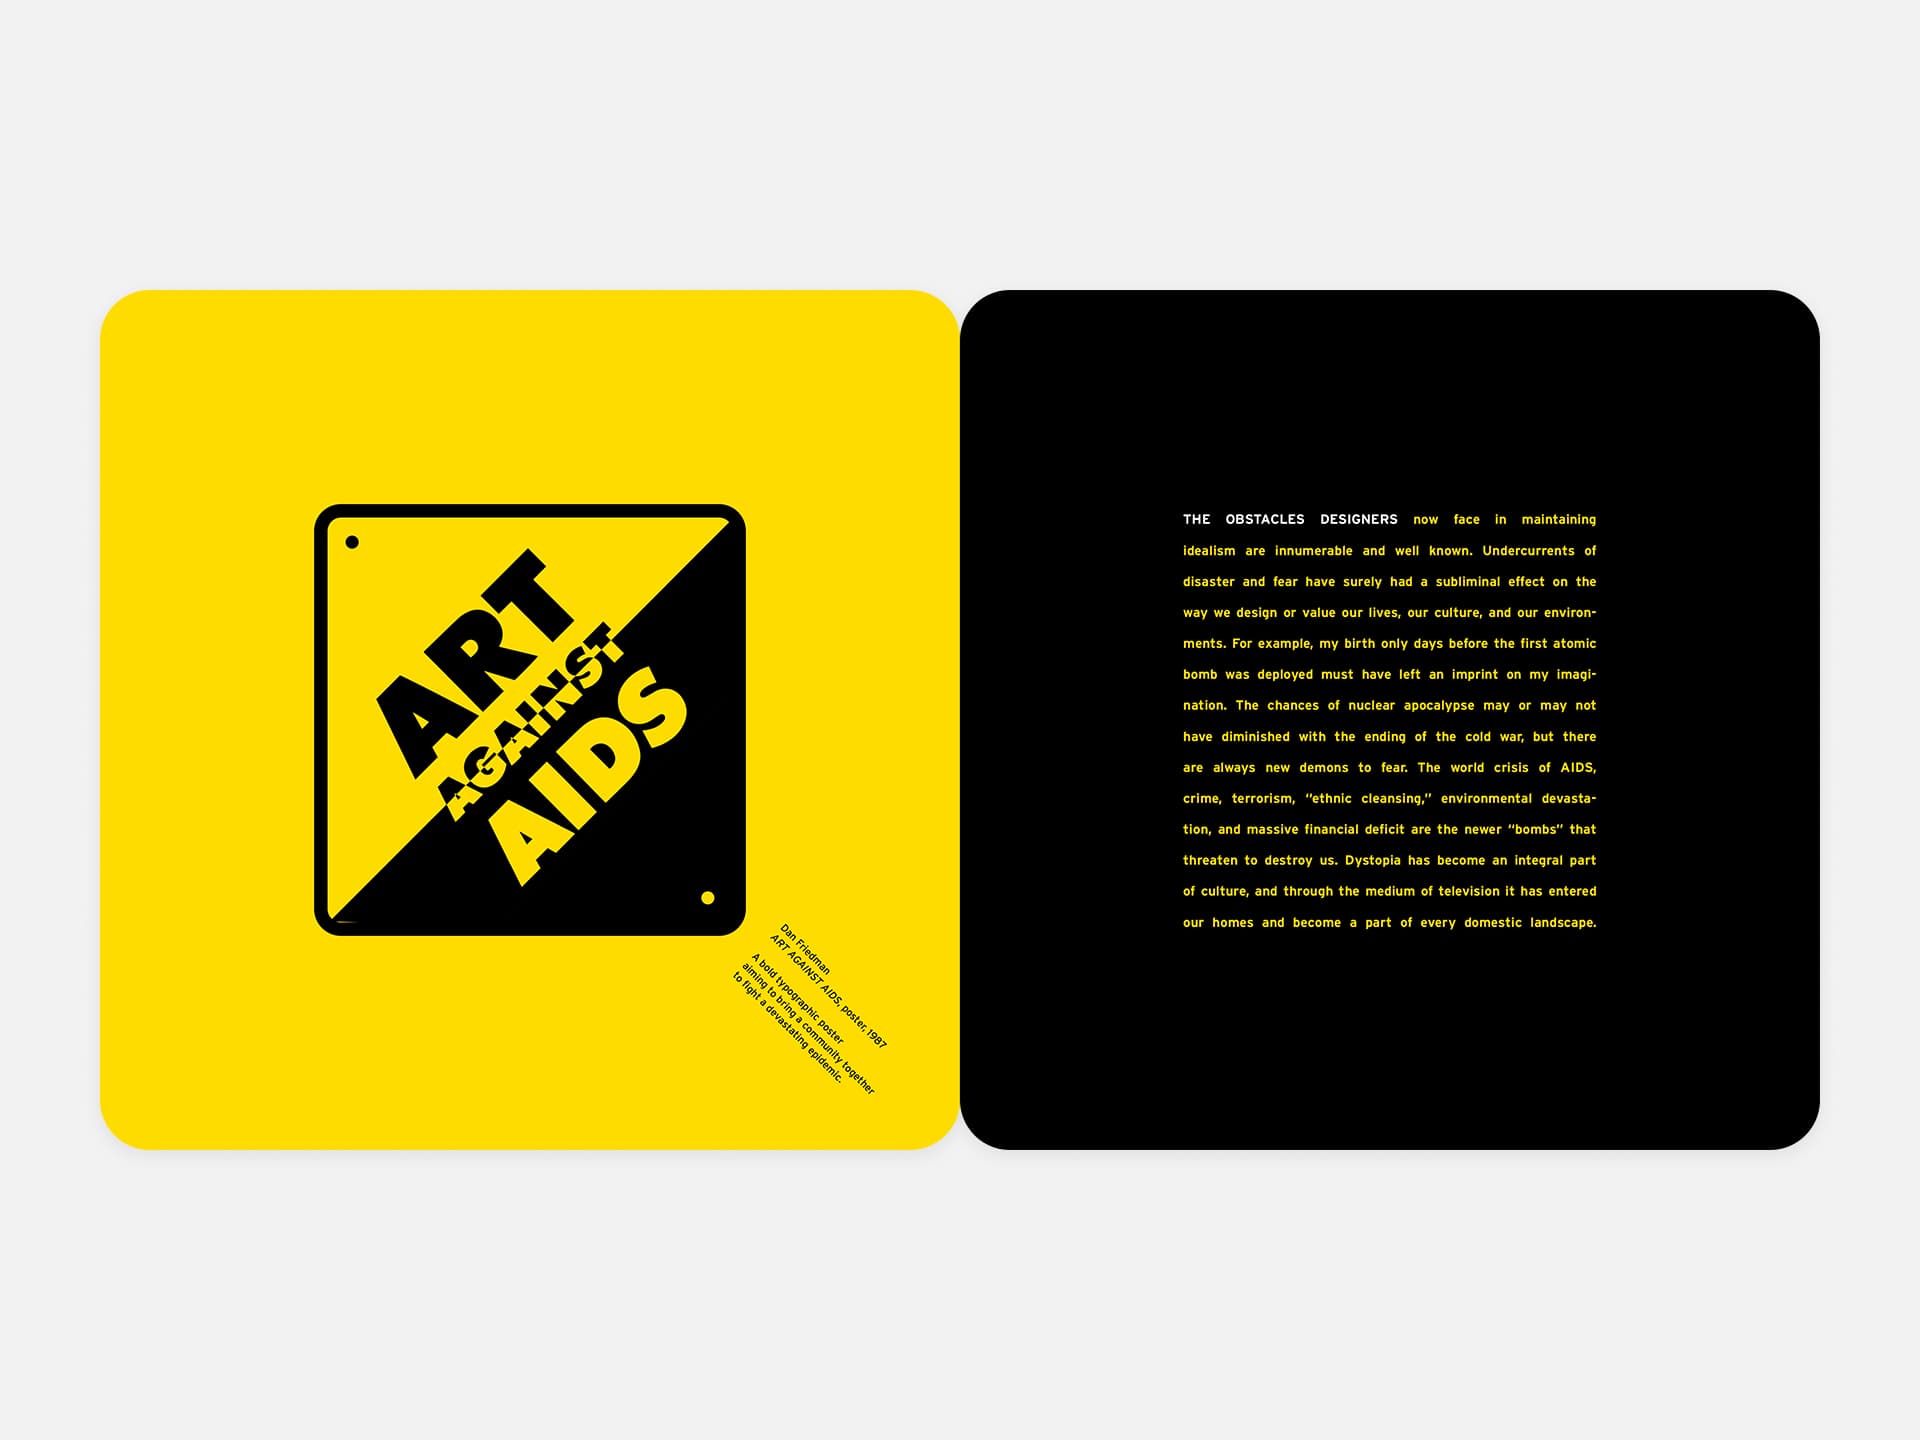 ART
AGAINST
AIDS
Dan Friedman
ART AGAINST AIDS, poster, 1987
A bold typographic poster
aiming to bring a community together
to fight a devastating epidemic.
THE OBSTACLES DESIGNERS now face in maintaining
idealism are innumerable and well known. Undercurrents of
disaster and fear have surely had a subliminal effect on the
way we design or value our lives, our culture, and our environ-
ments. For example, my birth only days before the first atomic
bomb was deployed must have left an imprint on my imagi-
nation. The chances of nuclear apocalypse may or may not
have diminished with the ending of the cold war, but there
are always new demons to fear. The world crisis of AIDS,
crime, terrorism, “ethnic cleansing,” environmental devasta-
tion, and massive financial deficit are the newer “bombs” that
threaten to destroy us. Dystopia has become an integral part
of culture, and through the medium of television it has entered
our homes and become a part of every domestic landscape.